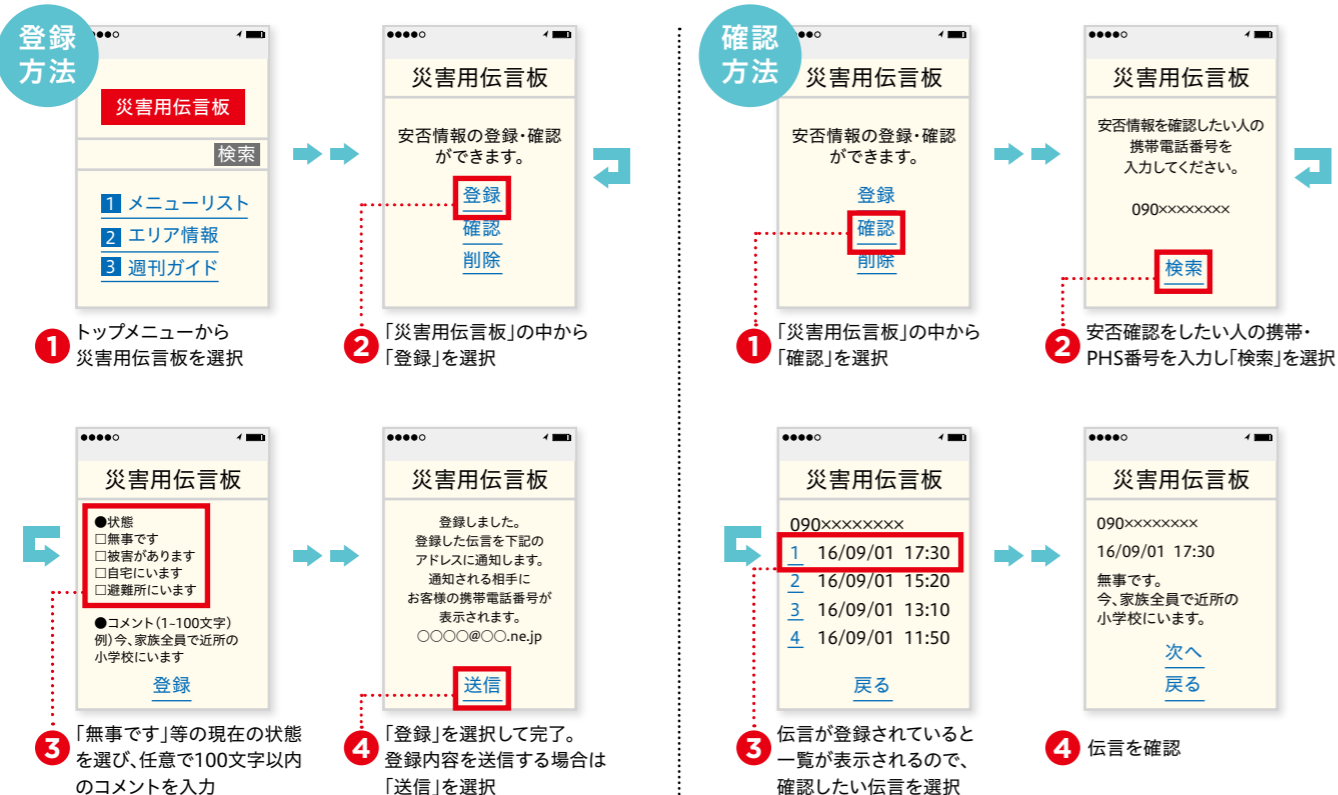 登録
方法
災害用伝言板
検索
1 メニューリスト
2 エリア情報
3 週刊ガイド
1 トップメニューから
災害用伝言板を選択
災害用伝言板
安否情報の登録・確認
ができます。
登録
確認
削除
2 「災害用伝言板」の中から
「登録」を選択
災害用伝言板
●状態
□無事です
□被害があります
□自宅にいます
□避難所にいます
●コメント(1–100文字)
例)今、家族全員で近所の
小学校にいます
登録
3 「無事です」等の現在の状態
を選び、任意で100文字以内
のコメントを入力
災害用伝言板
登録しました。
登録した伝言を下記の
アドレスに通知します。
通知される相手に
お客様の携帯電話番号が
表示されます。
○○○○@○○.ne.jp
送信
4 「登録」を選択して完了。
登録内容を送信する場合は
「送信」を選択
確認
方法
災害用伝言板
安否情報の登録・確認
ができます。
登録
確認
削除
1 「災害用伝言板」の中から
「確認」を選択
災害用伝言板
安否情報を確認したい人の
携帯電話番号を
入力してください。
090××××××××
検索
2 安否確認をしたい人の携帯・
PHS番号を入力し「検索」を選択
災害用伝言板
090××××××××
1 16/09/01 17:30
2 16/09/01 15:20
3 16/09/01 13:10
4 16/09/01 11:50
戻る
3 伝言が登録されていると
一覧が表示されるので、
確認したい伝言を選択
災害用伝言板
090××××××××
16/09/01 17:30
無事です。
今、家族全員で近所の
小学校にいます。
次へ
戻る
4 伝言を確認